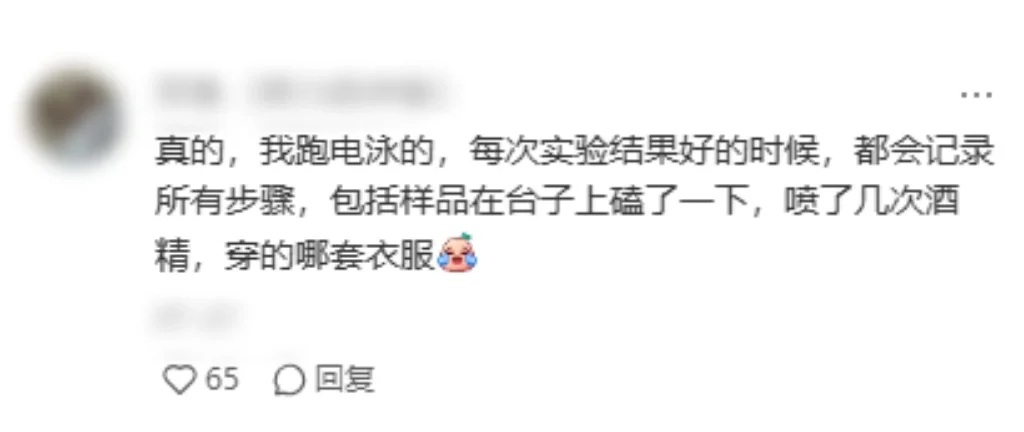 真的，我跑电泳的，每次实验结果好的时候，都会记录
所有步骤，包括样品在台子上磕了一下，喷了几次酒
精，穿的哪套衣服
65 回复